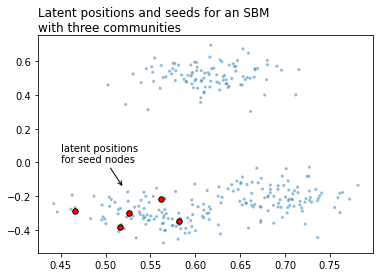 Latent positions and seeds for an SBM
with three communities
0.6
0.4
0.2
0.0
−0.2
−0.4
latent positions
for seed nodes
0.45 0.50 0.55 0.60 0.65 0.70 0.75